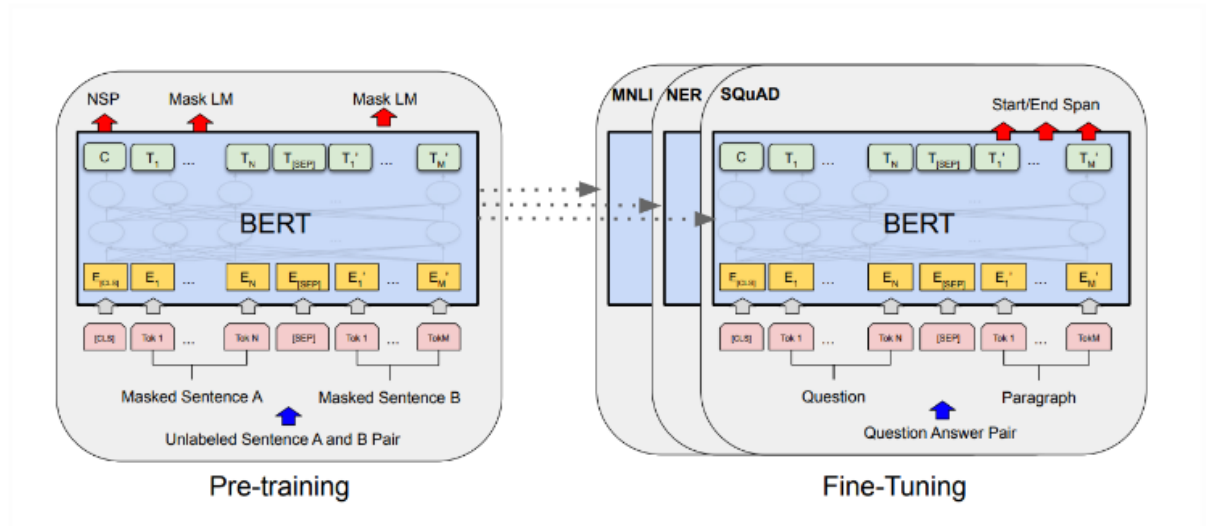 NSP Mask LM Mask LM
C T1 ... TN T[SEP] T1' ... TM'
BERT
E[CLS] E1 ... EN E[SEP] E1' ... EM'
[CLS] Tok 1 ... Tok N [SEP] Tok 1 ... TokM
Masked Sentence A Masked Sentence B
Unlabeled Sentence A and B Pair
Pre-training
MNLI NER SQuAD
Start/End Span
C T1 ... TN T[SEP] T1' ... TM'
BERT
E[CLS] E1 ... EN E[SEP] E1' ... EM'
[CLS] Tok 1 ... Tok N [SEP] Tok 1 ... TokM
Question Paragraph
Question Answer Pair
Fine-Tuning